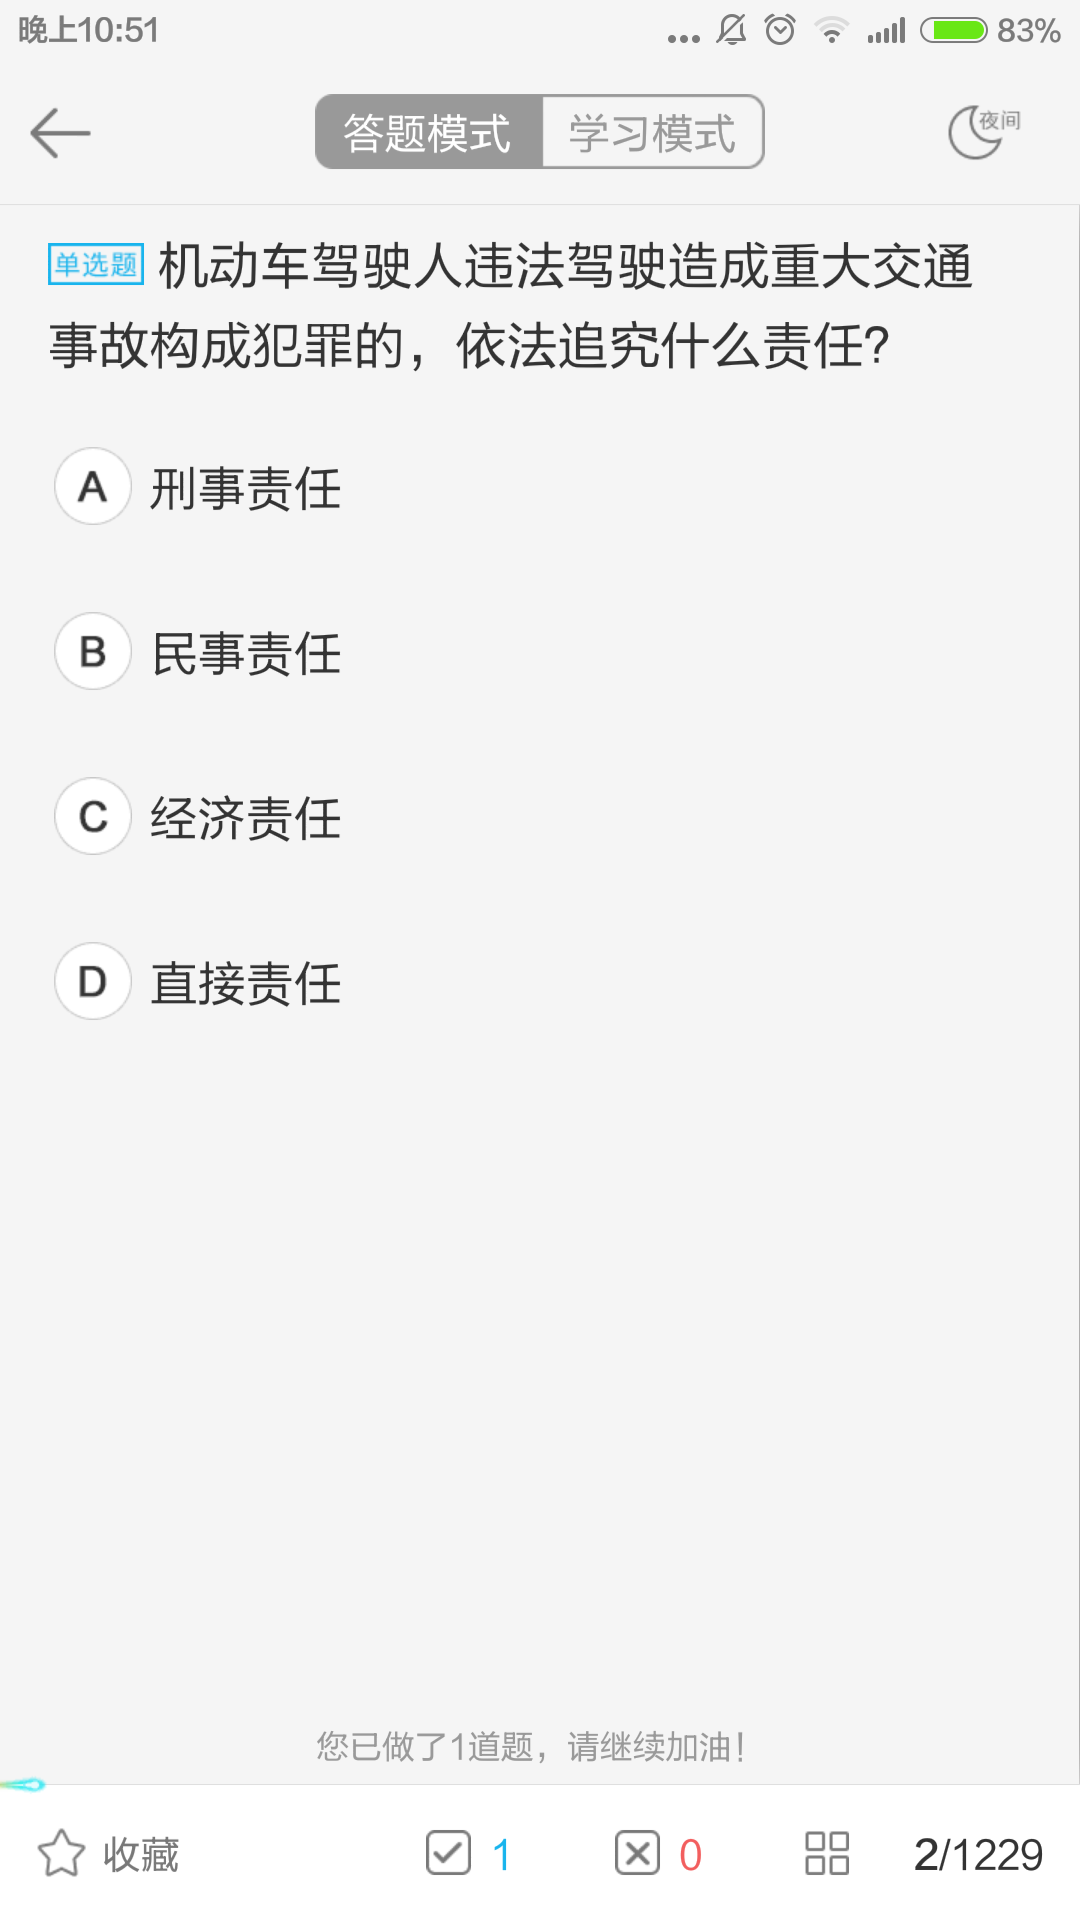 晚上10:51
83%
答题模式 学习模式
夜间
单选题 机动车驾驶人违法驾驶造成重大交通
事故构成犯罪的，依法追究什么责任？
A 刑事责任
B 民事责任
C 经济责任
D 直接责任
您已做了1道题，请继续加油！
收藏 1 0 2/1229